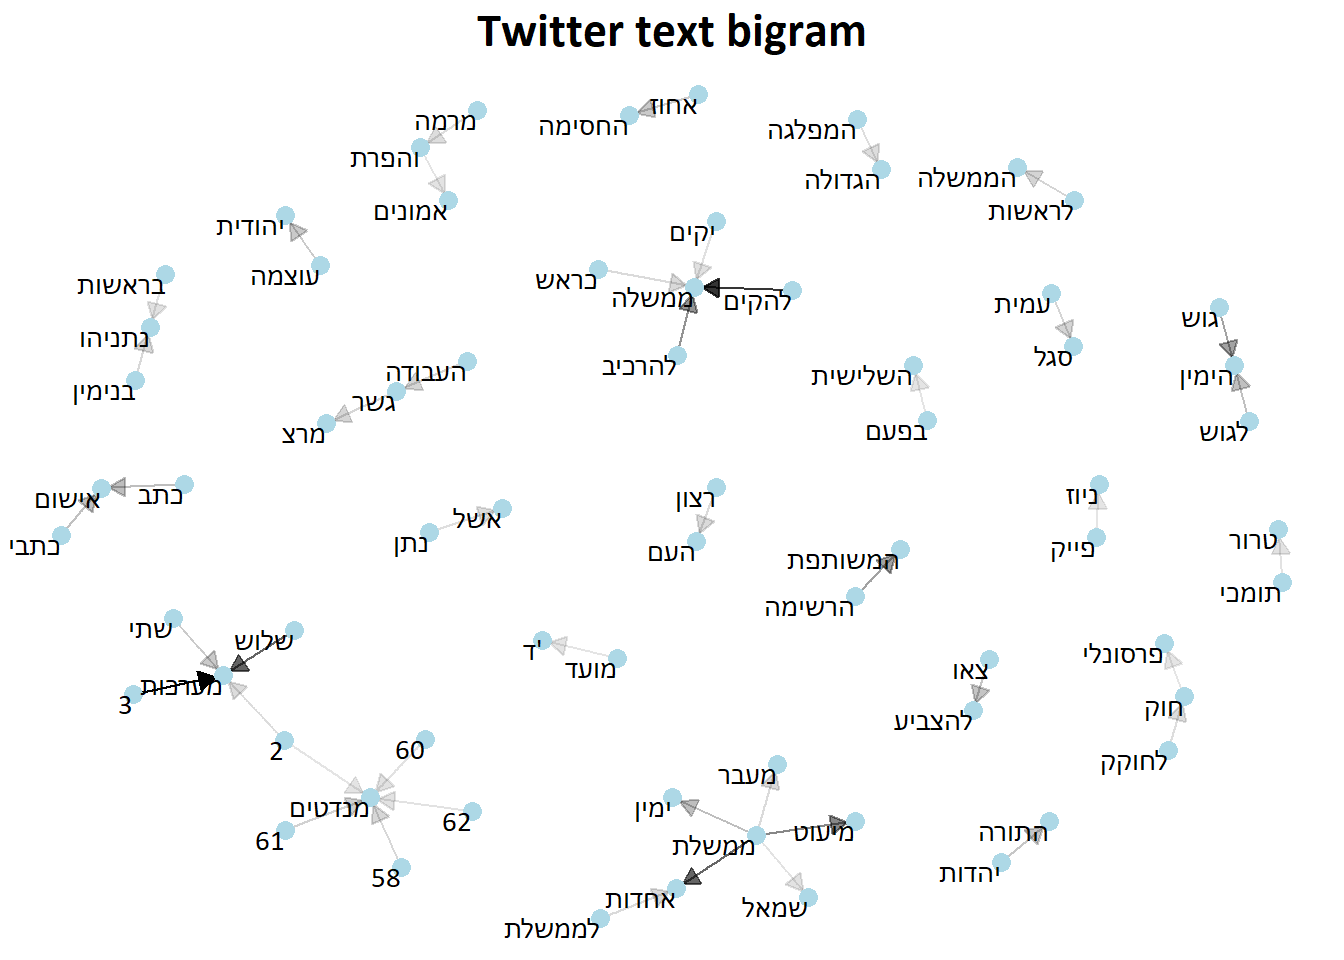 Twitter text bigram
אחוז
החסימה
מרמה
והפרת
אמונים
המפלגה
הגדולה
הממשלה
לראשות
יהודית
עוצמה
יקים
בראש
ממשלה
להקים
להרכיב
בראשות
נתניהו
בנימין
עמית
סגל
גוש
הימין
לגוש
העבודה
גשר
מרצ
השלישית
בפעם
אישום
כתב
כתבי
אשל
נתן
רצון
העם
ניוז
פייק
טרור
תומכי
המשותפת
הרשימה
שתי
שלוש
מערכות
3
2
60
מנדטים
61
62
58
ד'
מועד
צאו
להצביע
פרסונלי
חוק
לחוקק
מעבר
ימין
מיעוט
ממשלת
אחדות
שמאל
לממשלת
התורה
יהדות